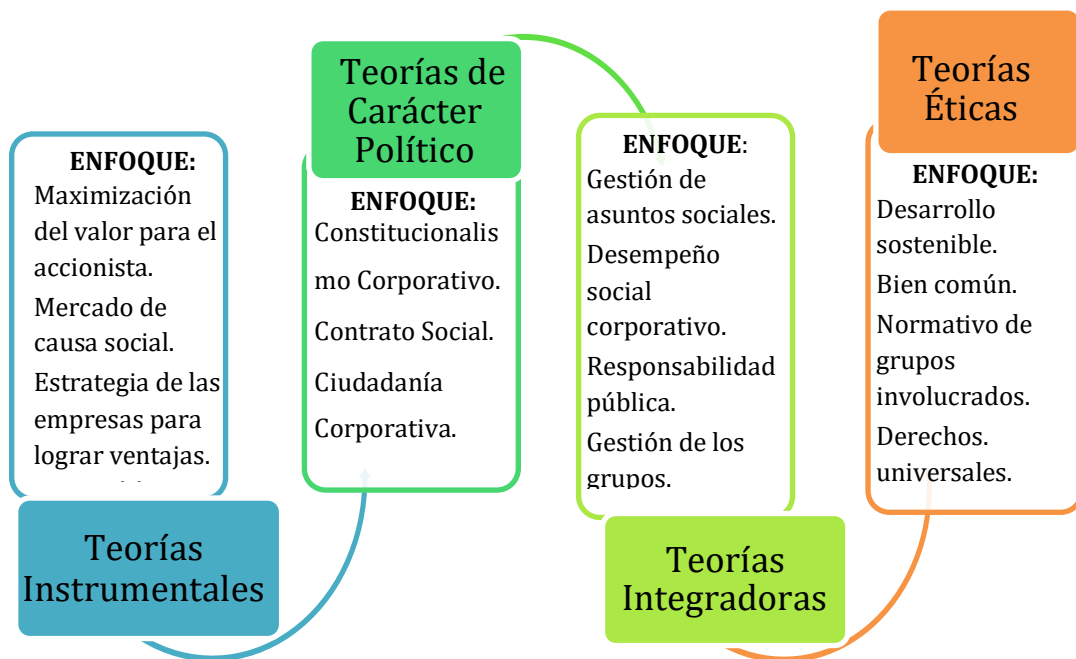 ENFOQUE:
Maximización
del valor para el
accionista.
Mercado de
causa social.
Estrategia de las
empresas para
lograr ventajas.
Teorías
Instrumentales
Teorías de
Carácter
Político
ENFOQUE:
Constitucionalis
mo Corporativo.
Contrato Social.
Ciudadanía
Corporativa.
ENFOQUE:
Gestión de
asuntos sociales.
Desempeño
social
corporativo.
Responsabilidad
pública.
Gestión de los
grupos.
Teorías
Integradoras
Teorías
Éticas
ENFOQUE:
Desarrollo
sostenible.
Bien común.
Normativo de
grupos
involucrados.
Derechos.
universales.